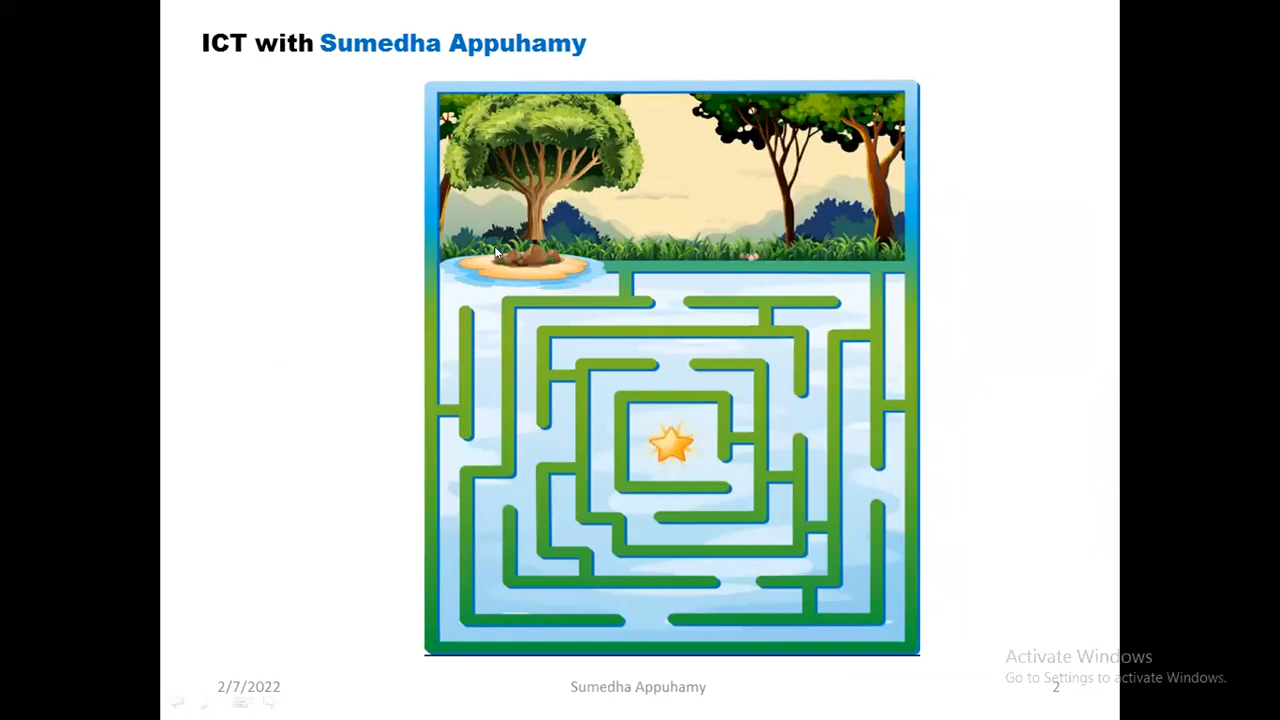 ICT with Sumedha Appuhamy
Activate Windows
Go to Settings to activate Windows.
2/7/2022
Sumedha Appuhamy
2